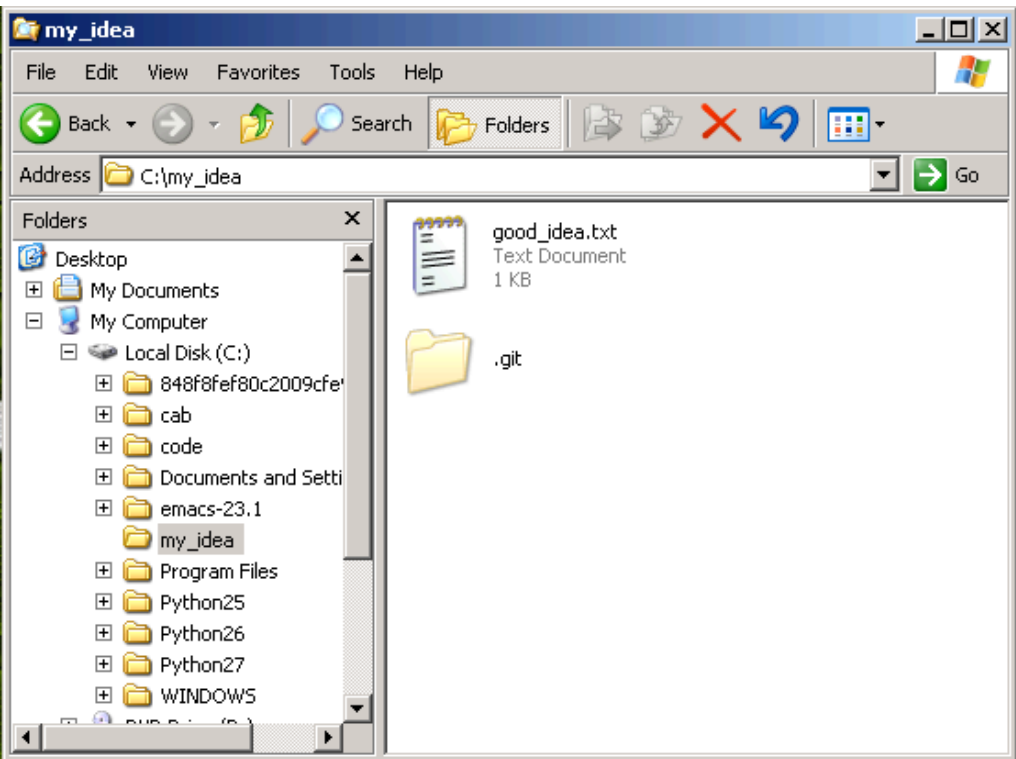 my_idea
File Edit View Favorites Tools Help
Back Search Folders
Address C:\my_idea Go
Folders
Desktop
My Documents
My Computer
Local Disk (C:)
848f8fef80c2009cfe
cab
code
Documents and Setti
emacs-23.1
my_idea
Program Files
Python25
Python26
Python27
WINDOWS
good_idea.txt
Text Document
1 KB
.git